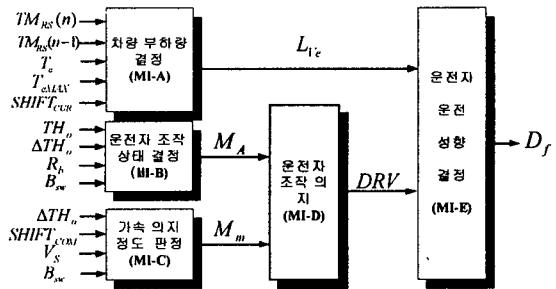 TM_RS(n)
TM_RS(n-1)
T_e
T_eMAX
SHIFT_CUR
차량 부하량
결정
(MI-A)
L_Ve
TH_o
ΔTH_o
R_b
B_sw
운전자 조작
상태 결정
(MI-B)
M_A
ΔTH_o
SHIFT_COM
V_S
B_sw
가속 의지
정도 판정
(MI-C)
M_m
운전자
조작 의
지
(MI-D)
DRV
운전자
운전
성향
결정
(MI-E)
D_f